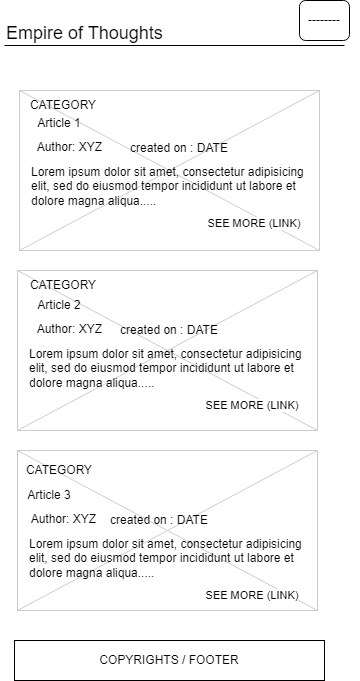 --------
Empire of Thoughts
CATEGORY
Article 1
Author: XYZ created on : DATE
Lorem ipsum dolor sit amet, consectetur adipisicing
elit, sed do eiusmod tempor incididunt ut labore et
dolore magna aliqua.....
SEE MORE (LINK)
CATEGORY
Article 2
Author: XYZ created on : DATE
Lorem ipsum dolor sit amet, consectetur adipisicing
elit, sed do eiusmod tempor incididunt ut labore et
dolore magna aliqua.....
SEE MORE (LINK)
CATEGORY
Article 3
Author: XYZ created on : DATE
Lorem ipsum dolor sit amet, consectetur adipisicing
elit, sed do eiusmod tempor incididunt ut labore et
dolore magna aliqua.....
SEE MORE (LINK)
COPYRIGHTS / FOOTER